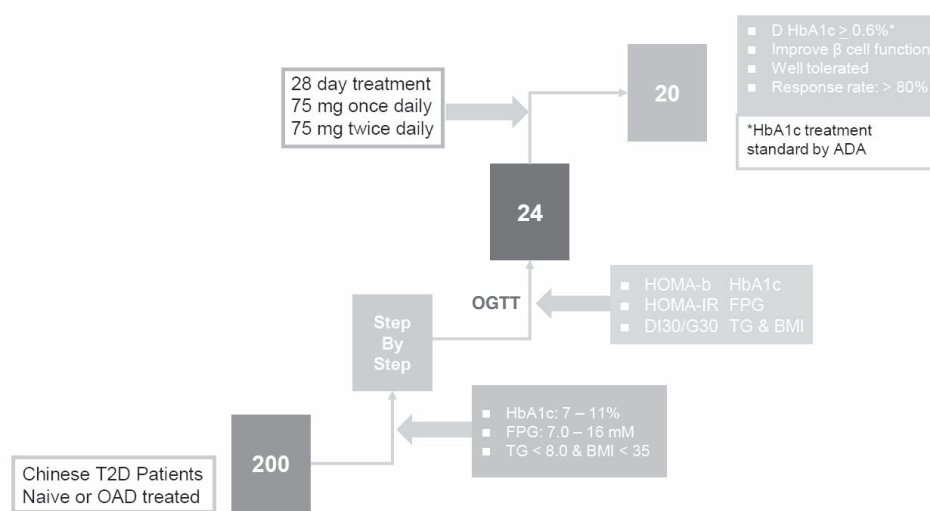 D HbA1c ≥ 0.6%*
Improve β cell function
Well tolerated
Response rate: > 80%
*HbA1c treatment
standard by ADA
20
28 day treatment
75 mg once daily
75 mg twice daily
24
OGTT
HOMA-b HbA1c
HOMA-IR FPG
DI30/G30 TG & BMI
Step
By
Step
HbA1c: 7 – 11%
FPG: 7.0 – 16 mM
TG < 8.0 & BMI < 35
200
Chinese T2D Patients
Naive or OAD treated